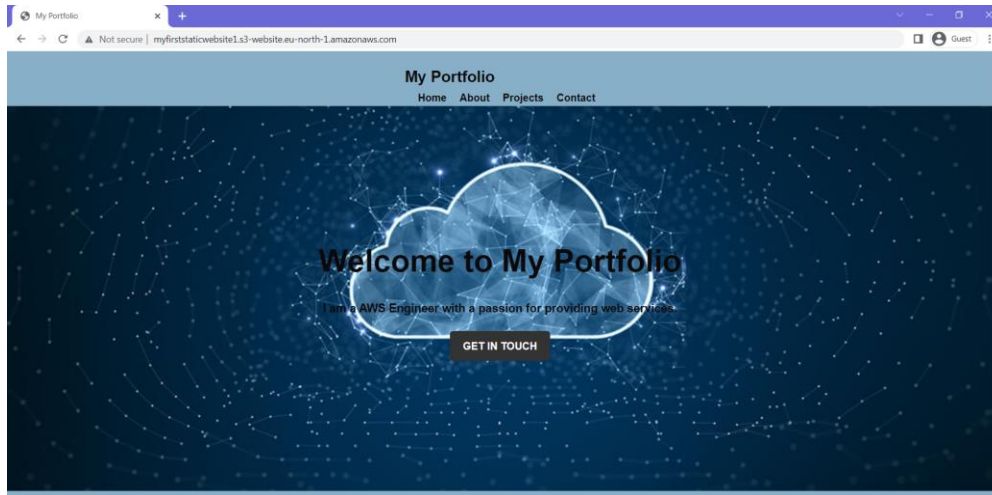 My Portfolio
Not secure | myfirststaticwebsite1.s3-website.eu-north-1.amazonaws.com
Guest
My Portfolio
Home About Projects Contact
Welcome to My Portfolio
I am a AWS Engineer with a passion for providing web services.
GET IN TOUCH